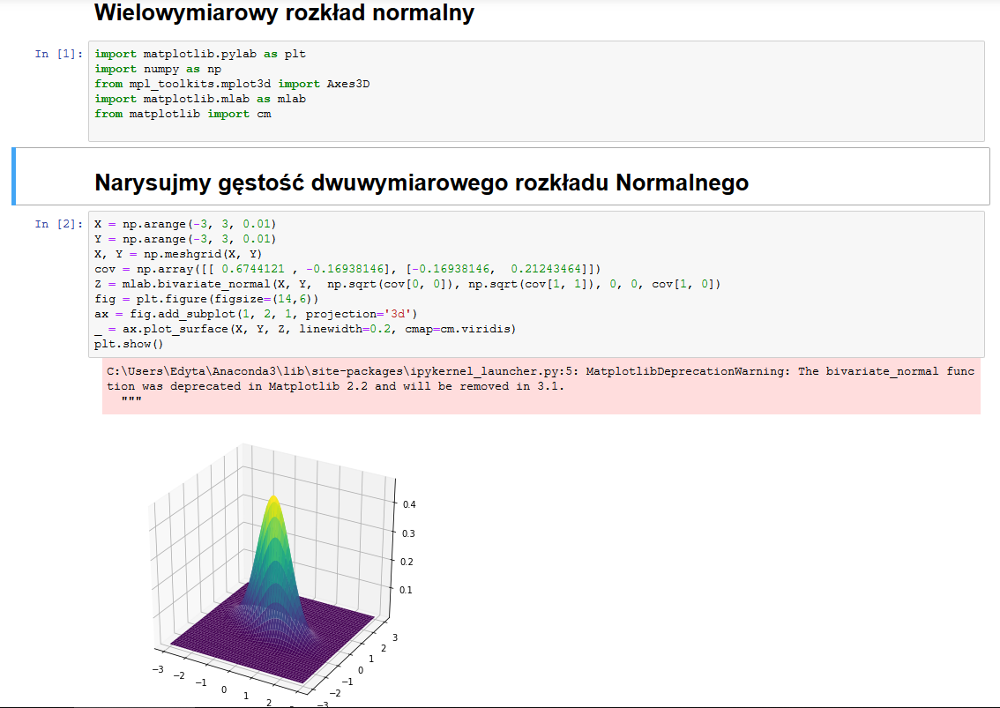 Wielowymiarowy rozkład normalny
In [1]: import matplotlib.pylab as plt
import numpy as np
from mpl_toolkits.mplot3d import Axes3D
import matplotlib.mlab as mlab
from matplotlib import cm
Narysujmy gęstość dwuwymiarowego rozkładu Normalnego
In [2]: X = np.arange(-3, 3, 0.01)
Y = np.arange(-3, 3, 0.01)
X, Y = np.meshgrid(X, Y)
cov = np.array([[ 0.6744121 , -0.16938146], [-0.16938146,  0.21243464]])
Z = mlab.bivariate_normal(X, Y,  np.sqrt(cov[0, 0]), np.sqrt(cov[1, 1]), 0, 0, cov[1, 0])
fig = plt.figure(figsize=(14,6))
ax = fig.add_subplot(1, 2, 1, projection='3d')
_ = ax.plot_surface(X, Y, Z, linewidth=0.2, cmap=cm.viridis)
plt.show()
C:\Users\Edyta\Anaconda3\lib\site-packages\ipykernel_launcher.py:5: MatplotlibDeprecationWarning: The bivariate_normal func
tion was deprecated in Matplotlib 2.2 and will be removed in 3.1.
"""
0.4
0.3
0.2
0.1
3
2
1
0
−1
−2
−3
−3
−2
−1
0
1
2